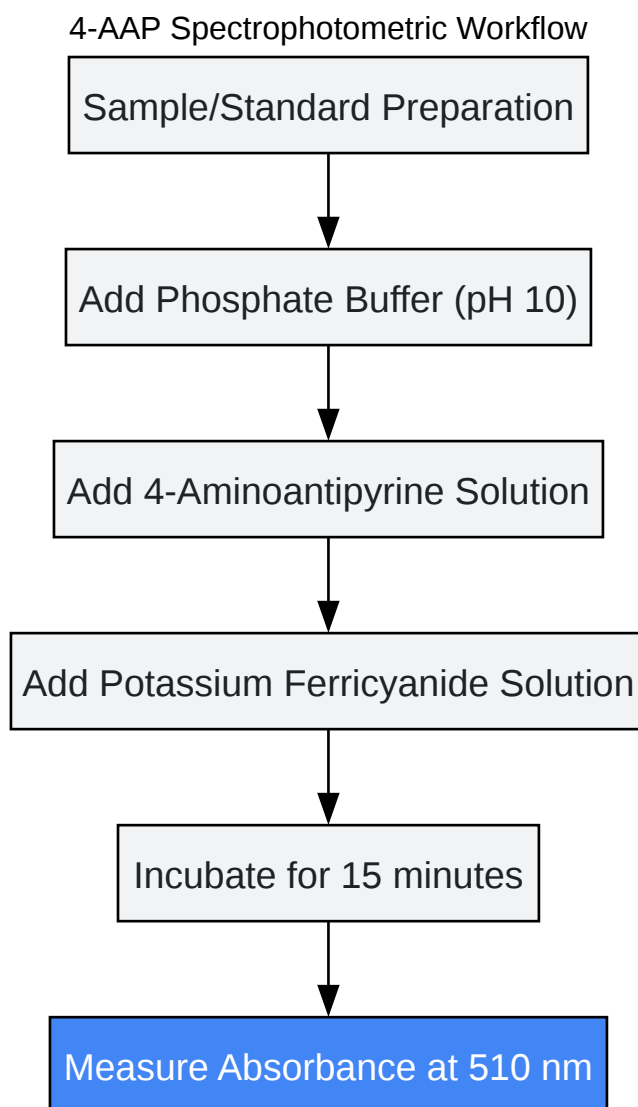 4-AAP Spectrophotometric Workflow
Sample/Standard Preparation
Add Phosphate Buffer (pH 10)
Add 4-Aminoantipyrine Solution
Add Potassium Ferricyanide Solution
Incubate for 15 minutes
Measure Absorbance at 510 nm